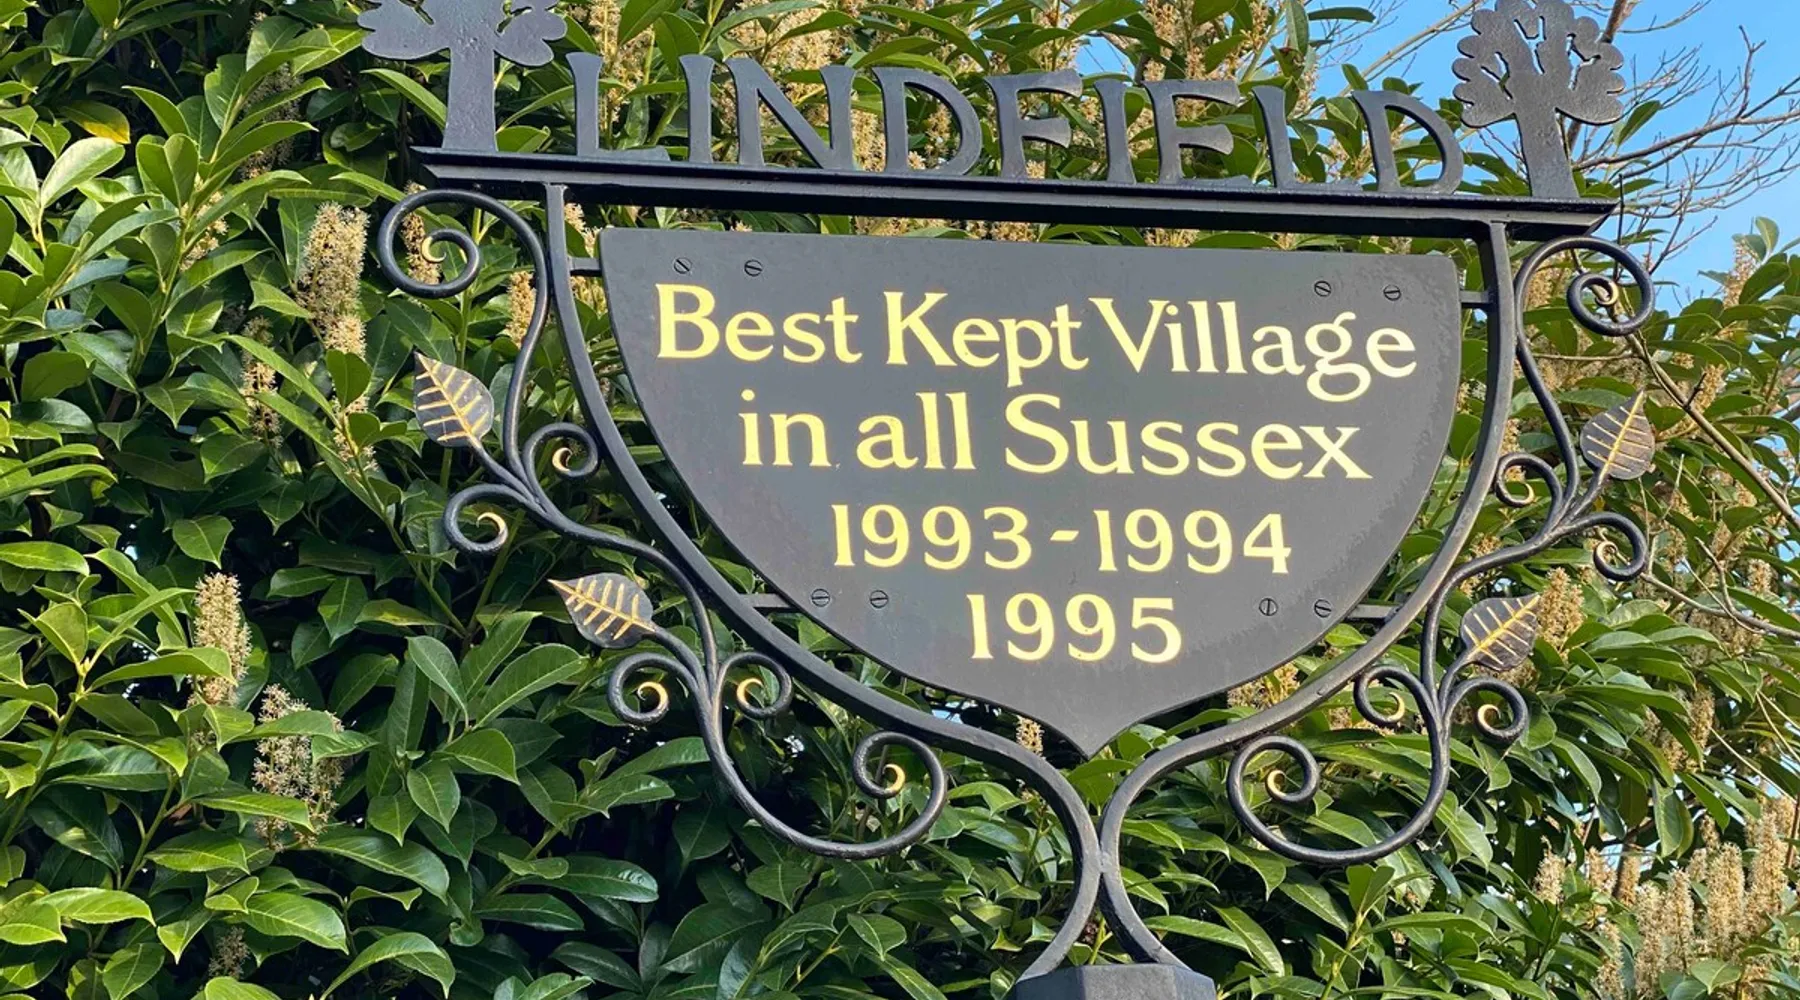 LINDFIELD
Best Kept Village
in all Sussex
1993-1994
1995